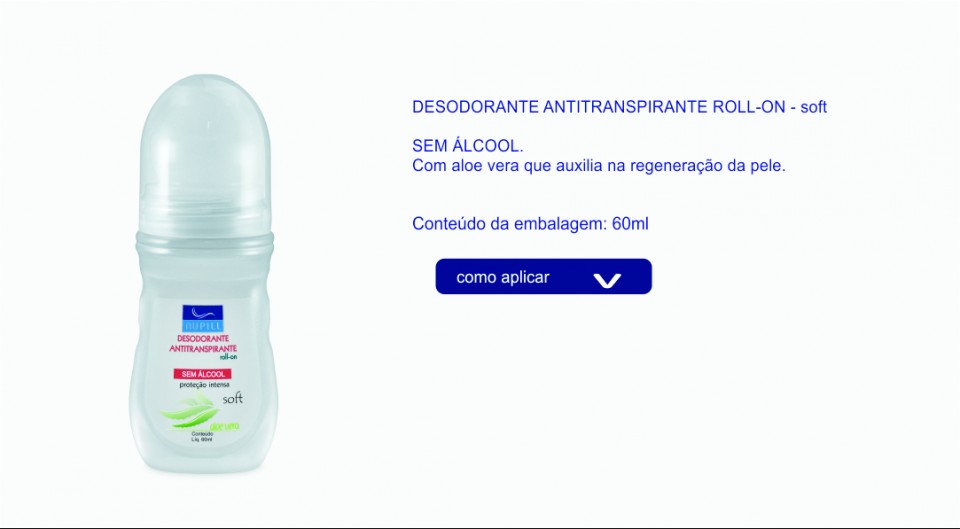 DESODORANTE ANTITRANSPIRANTE ROLL-ON - soft
SEM ÁLCOOL.
Com aloe vera que auxilia na regeneração da pele.
Conteúdo da embalagem: 60ml
como aplicar
nUPILL
DESODORANTE
ANTITRANSPIRANTE
roll-on
SEM ÁLCOOL
proteção intensa
soft
aloe vera
Conteúdo
Líq. 60ml